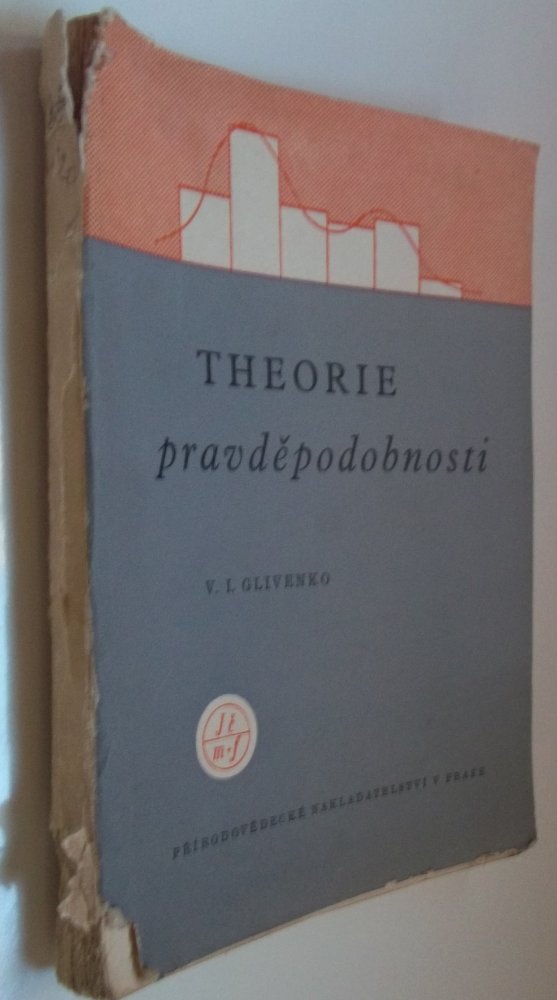 THEORIE
pravděpodobnosti
V. I. GLIVENKO
J č
m · f
PŘÍRODOVĚDECKÉ NAKLADATELSTVÍ V PRAZE